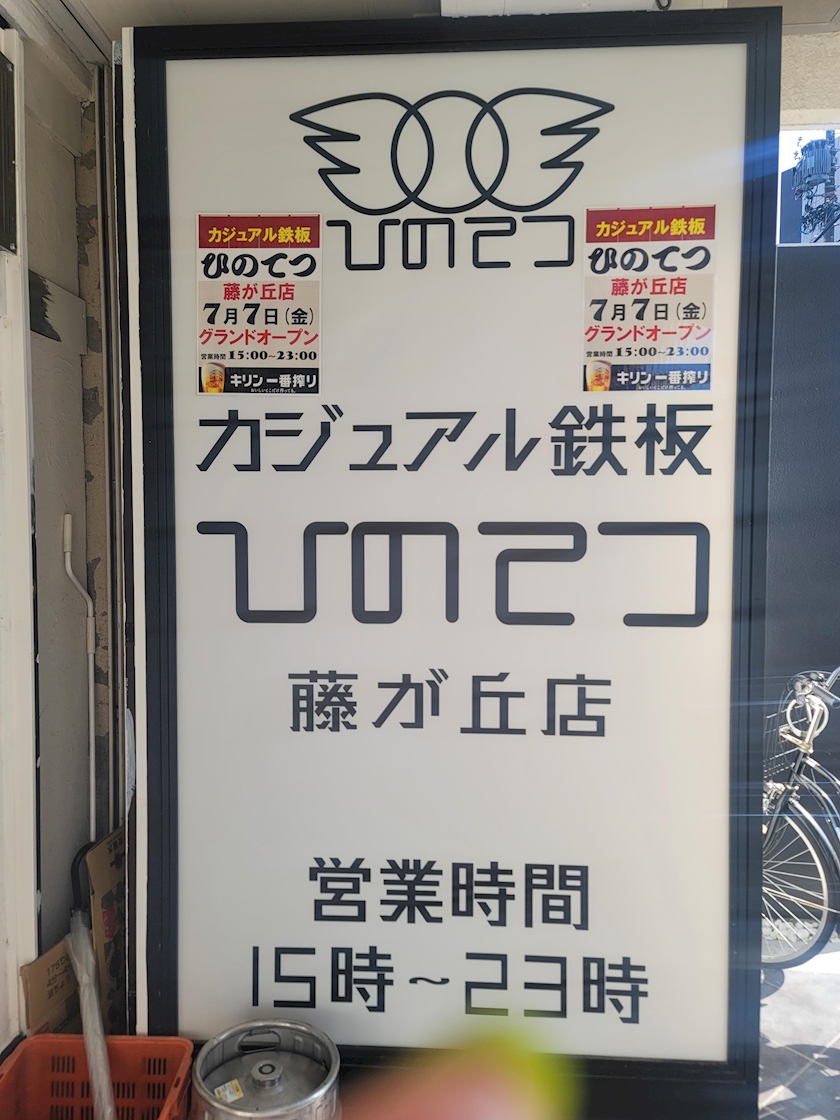 ひのてつ
カジュアル鉄板
ひのてつ
藤が丘店
7月7日(金)
グランドオープン
営業時間 15:00~23:00
キリン一番搾り
カジュアル鉄板
ひのてつ
藤が丘店
7月7日(金)
グランドオープン
営業時間 15:00~23:00
キリン一番搾り
カジュアル鉄板
ひのてつ
藤が丘店
営業時間
15時~23時